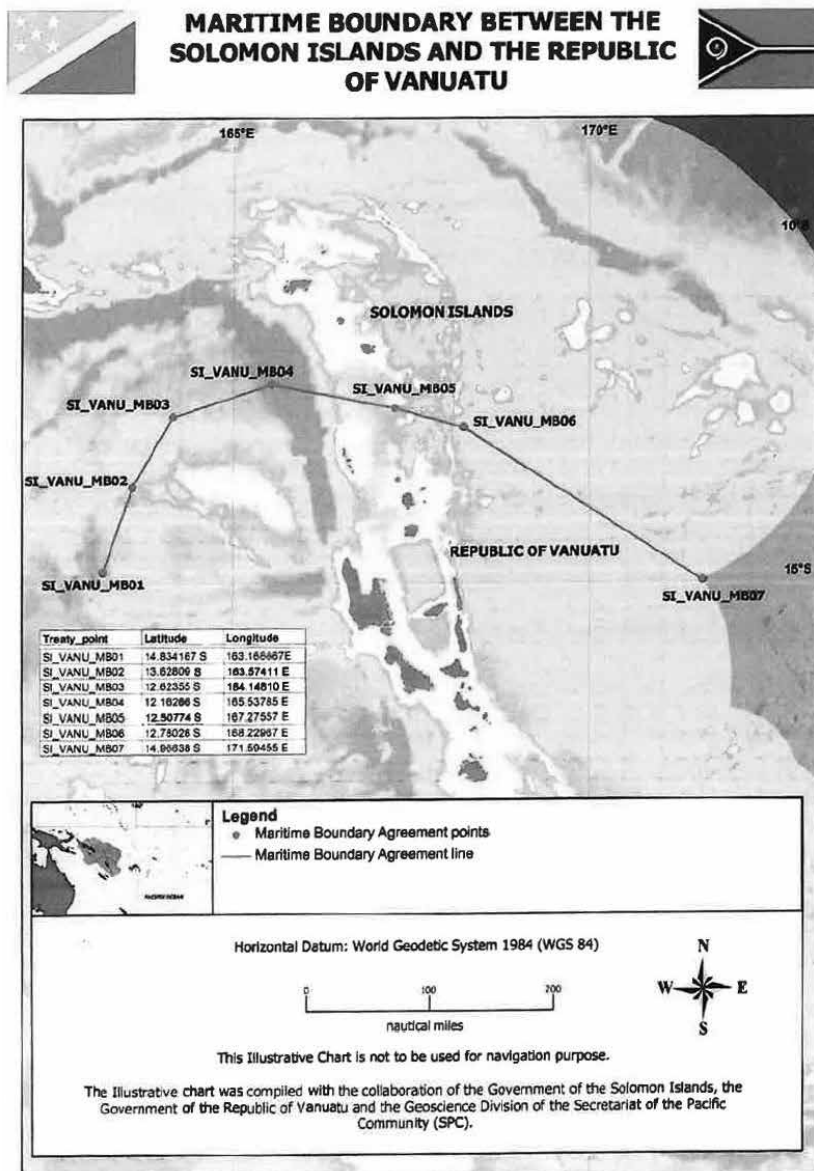 MARITIME BOUNDARY BETWEEN THE
SOLOMON ISLANDS AND THE REPUBLIC
OF VANUATU
165°E
170°E
10°S
SOLOMON ISLANDS
SI_VANU_MB04
SI_VANU_MB05
SI_VANU_MB03
SI_VANU_MB06
SI_VANU_MB02
REPUBLIC OF VANUATU
15°S
SI_VANU_MB01
SI_VANU_MB07
Treaty_point Latitude Longitude
SI_VANU_MB01 14.834167 S 163.166667E
SI_VANU_MB02 13.62809 S 163.57411 E
SI_VANU_MB03 12.62355 S 164.14810 E
SI_VANU_MB04 12.16266 S 165.53785 E
SI_VANU_MB05 12.50774 S 167.27557 E
SI_VANU_MB06 12.78026 S 168.22967 E
SI_VANU_MB07 14.96638 S 171.59455 E
PACIFIC OCEAN
Legend
Maritime Boundary Agreement points
Maritime Boundary Agreement line
Horizontal Datum: World Geodetic System 1984 (WGS 84)
0 100 200
nautical miles
N
W E
S
This Illustrative Chart is not to be used for navigation purpose.
The Illustrative chart was compiled with the collaboration of the Government of the Solomon Islands, the
Government of the Republic of Vanuatu and the Geoscience Division of the Secretariat of the Pacific
Community (SPC).